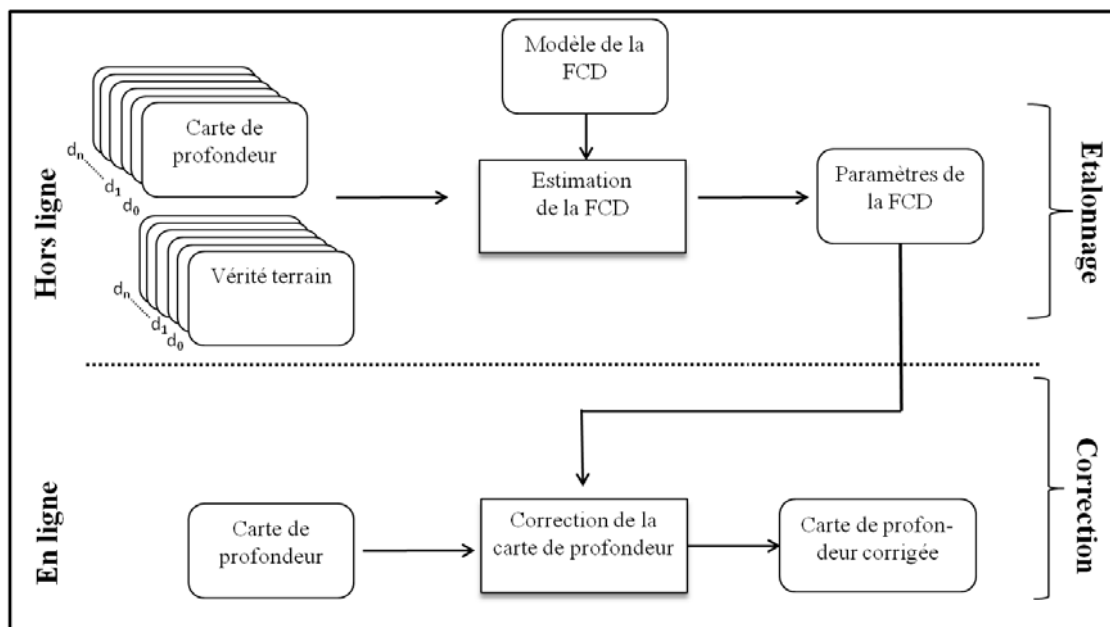 Modèle de la
FCD
Carte de
profondeur
dn
d1
d0
Estimation
de la FCD
Paramètres de
la FCD
Vérité terrain
dn
d1
d0
Hors ligne
Etalonnage
Carte de
profondeur
Correction de la
carte de profondeur
Carte de profon-
deur corrigée
En ligne
Correction